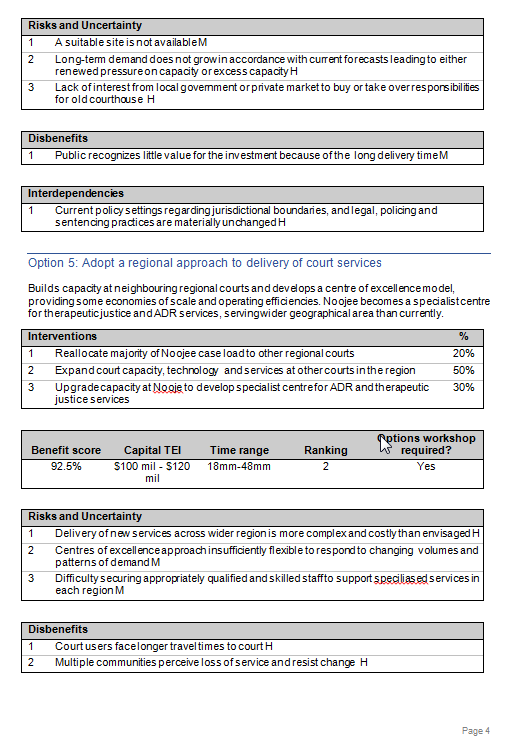 Risks and Uncertainty
1 A suitable site is not available M
2 Long-term demand does not grow in accordance with current forecasts leading to either
renewed pressure on capacity or excess capacity H
3 Lack of interest from local government or private market to buy or take over responsibilities
for old courthouse H
Disbenefits
1 Public recognizes little value for the investment because of the long delivery time M
Interdependencies
1 Current policy settings regarding jurisdictional boundaries, and legal, policing and
sentencing practices are materially unchanged H
Option 5: Adopt a regional approach to delivery of court services
Builds capacity at neighbouring regional courts and develops a centre of excellence model,
providing some economies of scale and operating efficiencies. Noojee becomes a specialist centre
for therapeutic justice and ADR services, serving wider geographical area than currently.
Interventions %
1 Reallocate majority of Noojee case load to other regional courts 20%
2 Expand court capacity, technology and services at other courts in the region 50%
3 Upgrade capacity at Nooje to develop specialist centre for ADR and therapeutic 30%
justice services
Options workshop
Benefit score Capital TEI Time range Ranking required?
92.5% $100 mil - $120 18mm-48mm 2 Yes
mil
Risks and Uncertainty
1 Delivery of new services across wider region is more complex and costly than envisaged H
2 Centres of excellence approach insufficiently flexible to respond to changing volumes and
patterns of demand M
3 Difficulty securing appropriately qualified and skilled staff to support speciliased services in
each region M
Disbenefits
1 Court users face longer travel times to court H
2 Multiple communities perceive loss of service and resist change H
Page 4